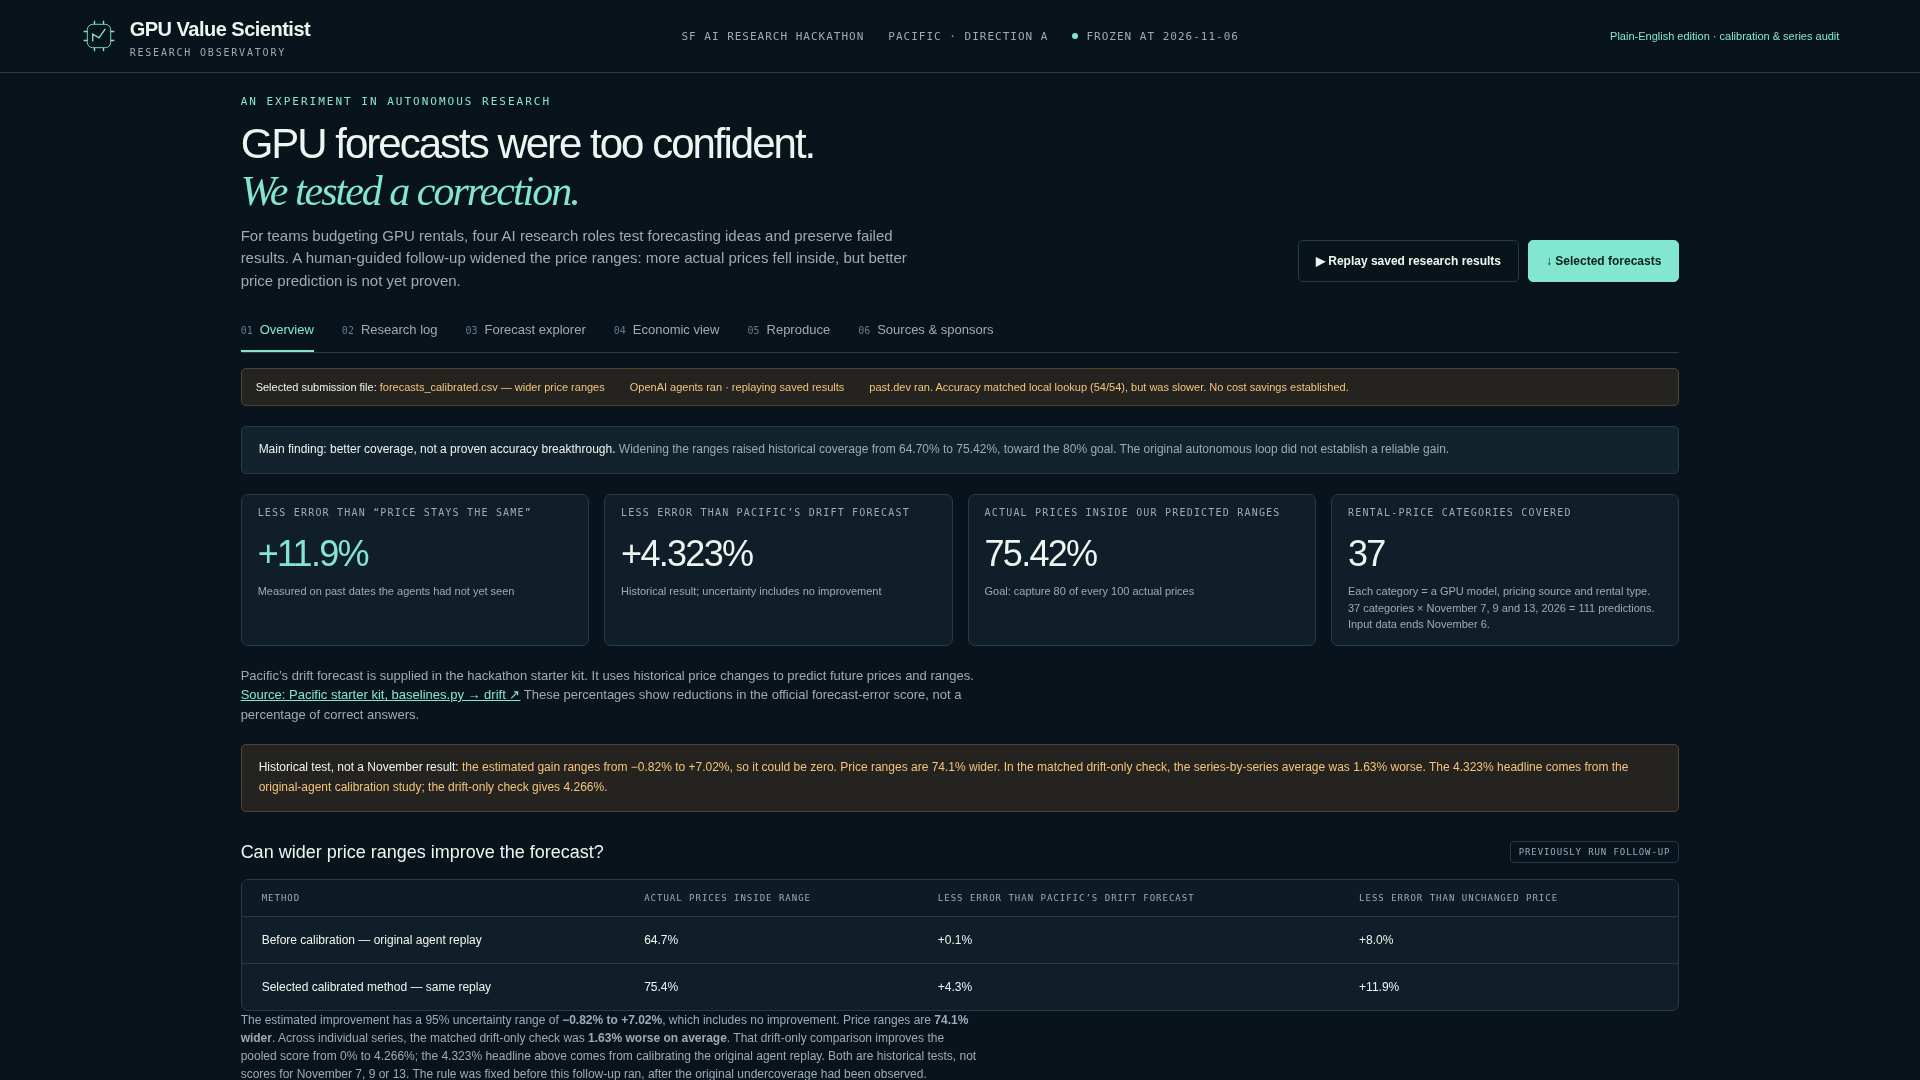 GPU Value Scientist
RESEARCH OBSERVATORY
SF AI RESEARCH HACKATHON
PACIFIC · DIRECTION A
FROZEN AT 2026-11-06
Plain-English edition · calibration & series audit
AN EXPERIMENT IN AUTONOMOUS RESEARCH
GPU forecasts were too confident.
We tested a correction.
For teams budgeting GPU rentals, four AI research roles test forecasting ideas and preserve failed
results. A human-guided follow-up widened the price ranges: more actual prices fell inside, but better
price prediction is not yet proven.
▶ Replay saved research results
↓ Selected forecasts
01 Overview
02 Research log
03 Forecast explorer
04 Economic view
05 Reproduce
06 Sources & sponsors
Selected submission file: forecasts_calibrated.csv — wider price ranges
OpenAI agents ran · replaying saved results
past.dev ran. Accuracy matched local lookup (54/54), but was slower. No cost savings established.
Main finding: better coverage, not a proven accuracy breakthrough. Widening the ranges raised historical coverage from 64.70% to 75.42%, toward the 80% goal. The original autonomous loop did not establish a reliable gain.
LESS ERROR THAN “PRICE STAYS THE SAME”
+11.9%
Measured on past dates the agents had not yet seen
LESS ERROR THAN PACIFIC’S DRIFT FORECAST
+4.323%
Historical result; uncertainty includes no improvement
ACTUAL PRICES INSIDE OUR PREDICTED RANGES
75.42%
Goal: capture 80 of every 100 actual prices
RENTAL-PRICE CATEGORIES COVERED
37
Each category = a GPU model, pricing source and rental type.
37 categories × November 7, 9 and 13, 2026 = 111 predictions.
Input data ends November 6.
Pacific’s drift forecast is supplied in the hackathon starter kit. It uses historical price changes to predict future prices and ranges.
Source: Pacific starter kit, baselines.py → drift ↗ These percentages show reductions in the official forecast-error score, not a
percentage of correct answers.
Historical test, not a November result: the estimated gain ranges from −0.82% to +7.02%, so it could be zero. Price ranges are 74.1% wider. In the matched drift-only check, the series-by-series average was 1.63% worse. The 4.323% headline comes from the
original-agent calibration study; the drift-only check gives 4.266%.
Can wider price ranges improve the forecast?
PREVIOUSLY RUN FOLLOW-UP
METHOD
ACTUAL PRICES INSIDE RANGE
LESS ERROR THAN PACIFIC’S DRIFT FORECAST
LESS ERROR THAN UNCHANGED PRICE
Before calibration — original agent replay
64.7%
+0.1%
+8.0%
Selected calibrated method — same replay
75.4%
+4.3%
+11.9%
The estimated improvement has a 95% uncertainty range of −0.82% to +7.02%, which includes no improvement. Price ranges are 74.1%
wider. Across individual series, the matched drift-only check was 1.63% worse on average. That drift-only comparison improves the
pooled score from 0% to 4.266%; the 4.323% headline above comes from calibrating the original agent replay. Both are historical tests, not
scores for November 7, 9 or 13. The rule was fixed before this follow-up ran, after the original undercoverage had been observed.